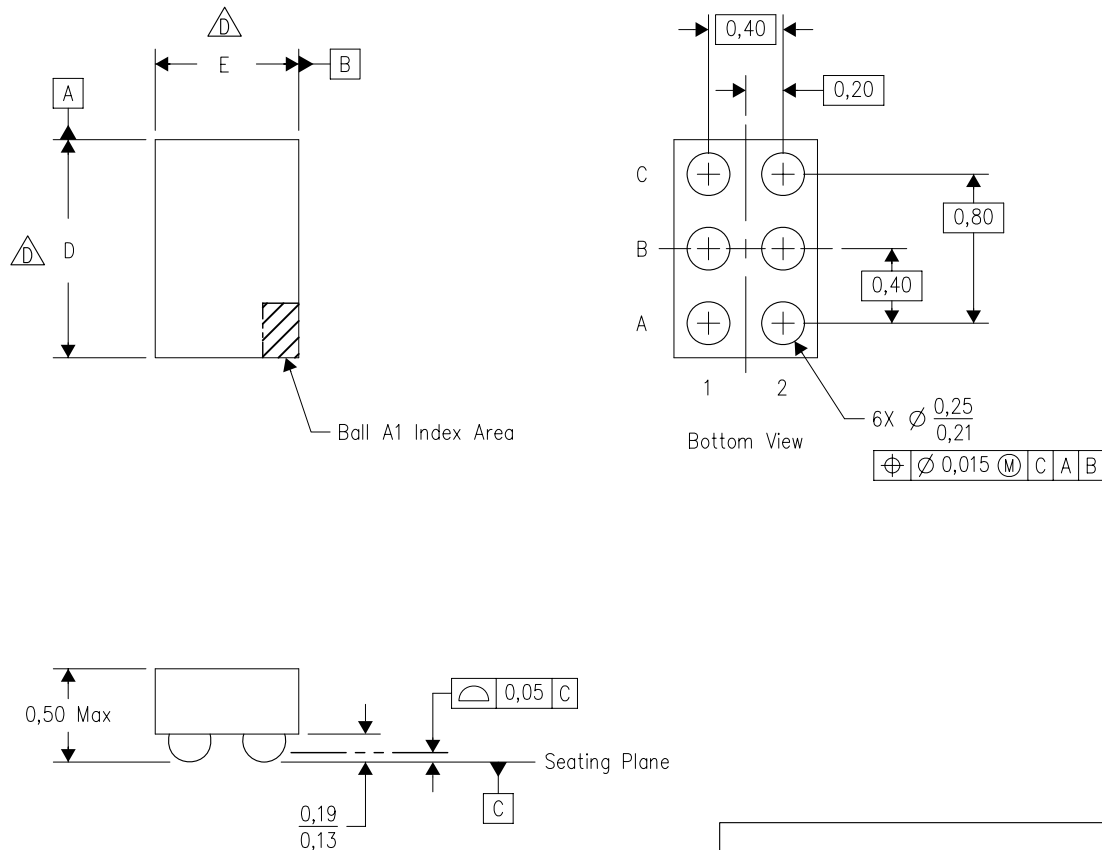 D
E
B
A
D
D
Ball A1 Index Area
0,40
0,20
C
B
A
0,80
0,40
1 2
Bottom View
6X Ø 0,25
0,21
⌖ Ø 0,015 Ⓜ C A B
0,50 Max
⌓ 0,05 C
Seating Plane
C
0,19
0,13